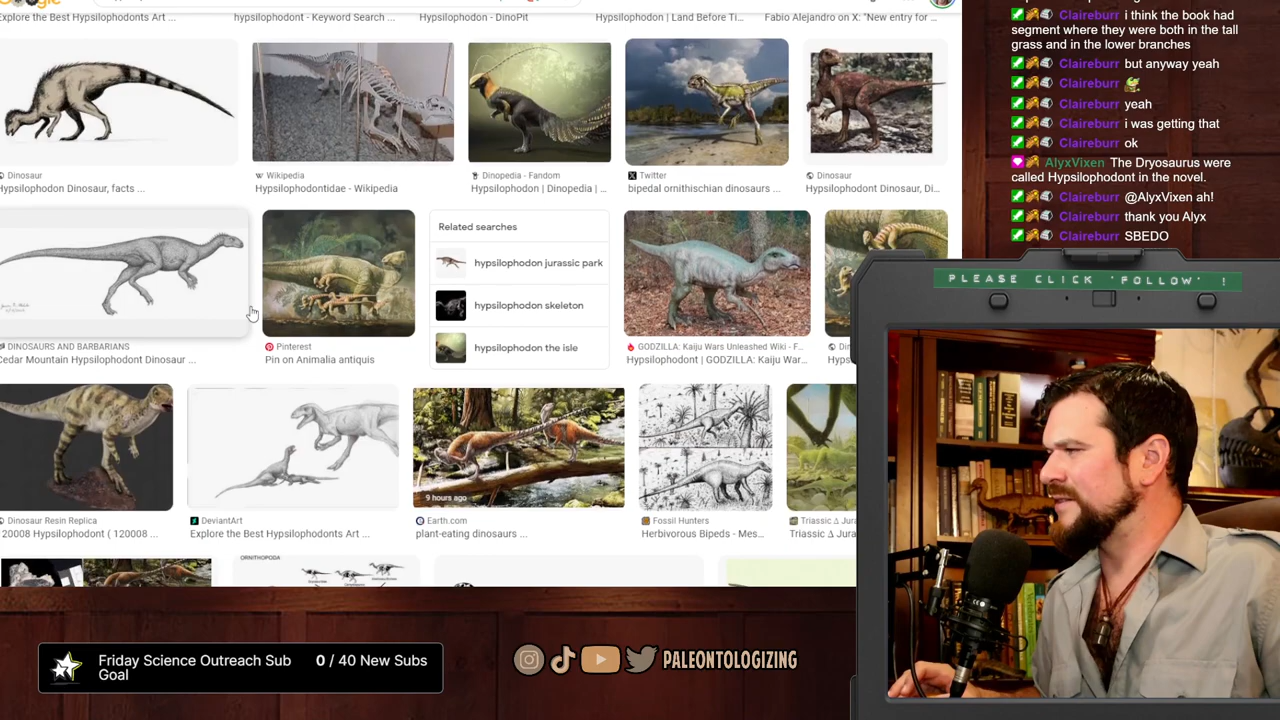 Explore the Best Hypsilophodonts Art ...
hypsilophodont - Keyword Search ...
Hypsilophodon - DinoPit
Hypsilophodon | Land Before Ti...
Fabio Alejandro on X: "New entry for ...
Dinosaur
Hypsilophodon Dinosaur, facts ...
Wikipedia
Hypsilophodontidae - Wikipedia
Dinopedia - Fandom
Hypsilophodon | Dinopedia | ...
Twitter
bipedal ornithischian dinosaurs ...
Dinosaur
Hypsilophodont Dinosaur, Di...
DINOSAURS AND BARBARIANS
Cedar Mountain Hypsilophodont Dinosaur ...
Pinterest
Pin on Animalia antiquis
Related searches
hypsilophodon jurassic park
hypsilophodon skeleton
hypsilophodon the isle
GODZILLA: Kaiju Wars Unleashed Wiki - F...
Hypsilophodont | GODZILLA: Kaiju War...
Dinosaur Resin Replica
20008 Hypsilophodont ( 120008 ...
DeviantArt
Explore the Best Hypsilophodonts Art ...
9 hours ago
Earth.com
plant-eating dinosaurs ...
Fossil Hunters
Herbivorous Bipeds - Mes...
Triassic Δ Jura
Triassic Δ Jura
ORNITHOPODA
Claireburr i think the book had
segment where they were both in the tall
grass and in the lower branches
Claireburr but anyway yeah
Claireburr
Claireburr yeah
Claireburr i was getting that
Claireburr ok
AlyxVixen The Dryosaurus were
called Hypsilophodont in the novel.
Claireburr @AlyxVixen ah!
Claireburr thank you Alyx
Claireburr SBEDO
PLEASE CLICK 'FOLLOW' !
Friday Science Outreach Sub
Goal
0 / 40 New Subs
PALEONTOLOGIZING